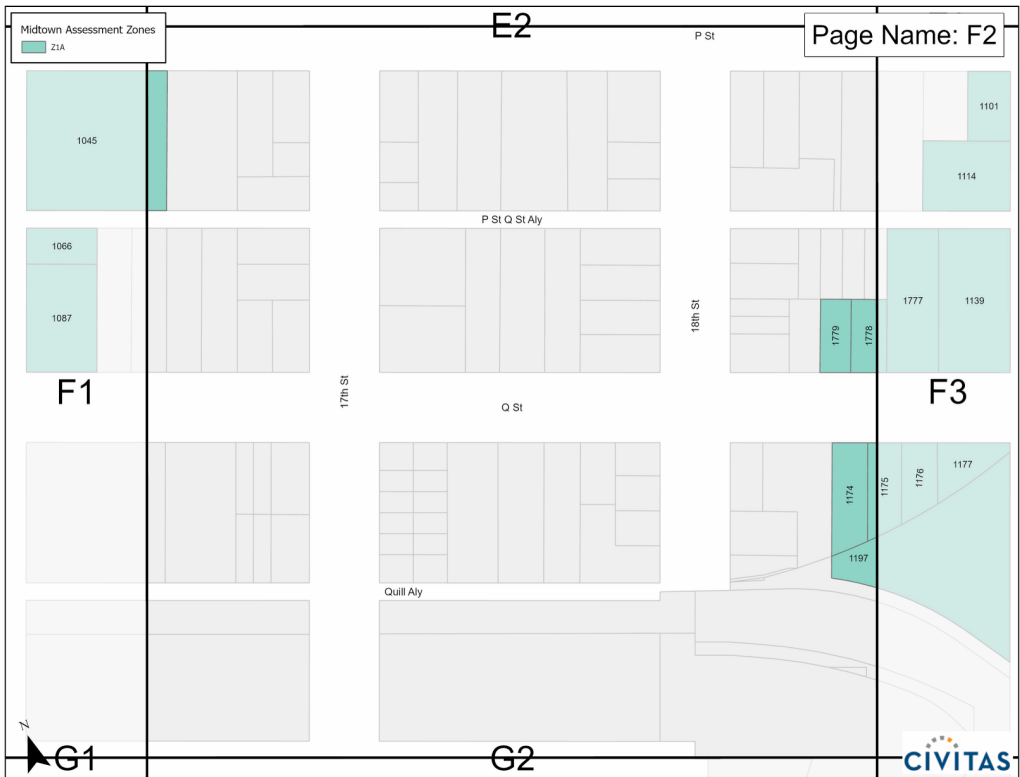 E2
Midtown Assessment Zones
Z1A
P St
Page Name: F2
1045
1101
1114
P St Q St Aly
1066
1087
1777
1139
1779
1778
18th St
17th St
F1
F3
Q St
1174
1175
1176
1177
1197
Quill Aly
N
G1
G2
CIVITAS